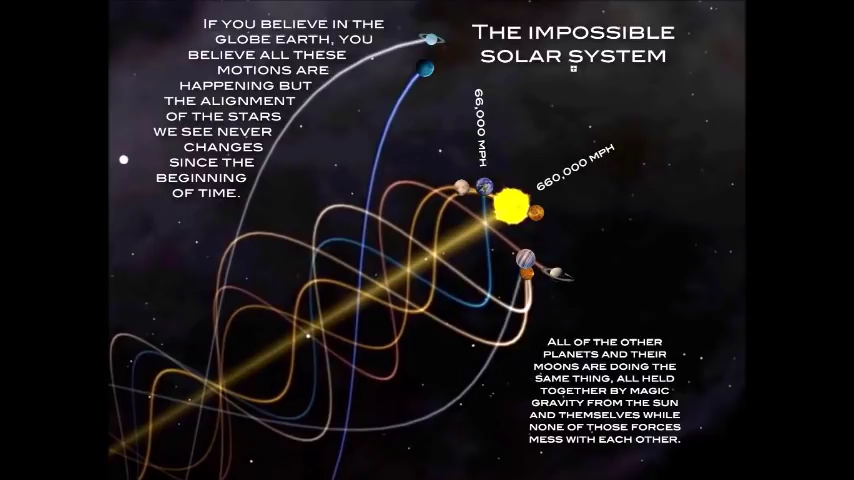 IF YOU BELIEVE IN THE
GLOBE EARTH, YOU
BELIEVE ALL THESE
MOTIONS ARE
HAPPENING BUT
THE ALIGNMENT
OF THE STARS
WE SEE NEVER
CHANGES
SINCE THE
BEGINNING
OF TIME.
THE IMPOSSIBLE
SOLAR SYSTEM
66,000 MPH
660,000 MPH
ALL OF THE OTHER
PLANETS AND THEIR
MOONS ARE DOING THE
SAME THING, ALL HELD
TOGETHER BY MAGIC
GRAVITY FROM THE SUN
AND THEMSELVES WHILE
NONE OF THOSE FORCES
MESS WITH EACH OTHER.